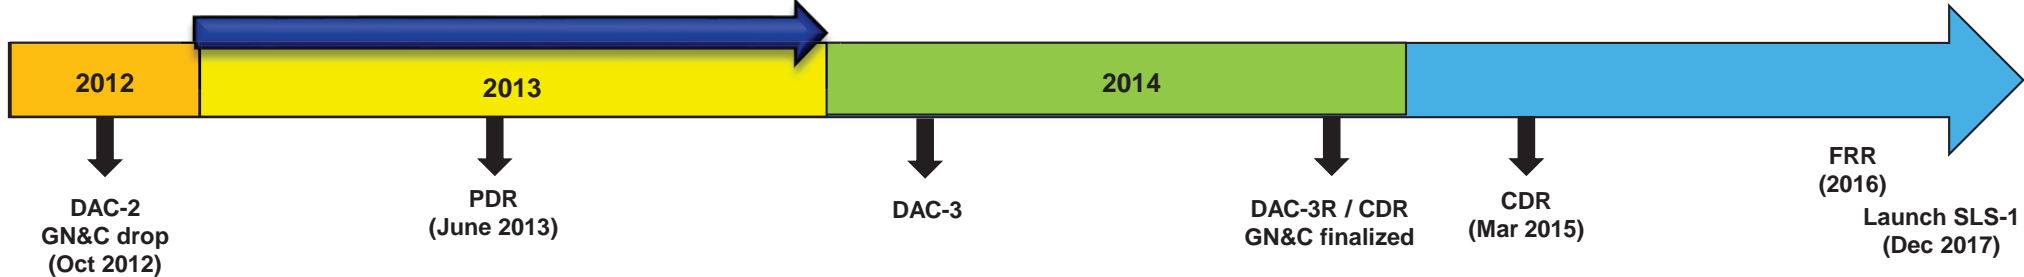 2012
2013
2014
DAC-2
GN&C drop
(Oct 2012)
PDR
(June 2013)
DAC-3
DAC-3R / CDR
GN&C finalized
CDR
(Mar 2015)
FRR
(2016)
Launch SLS-1
(Dec 2017)